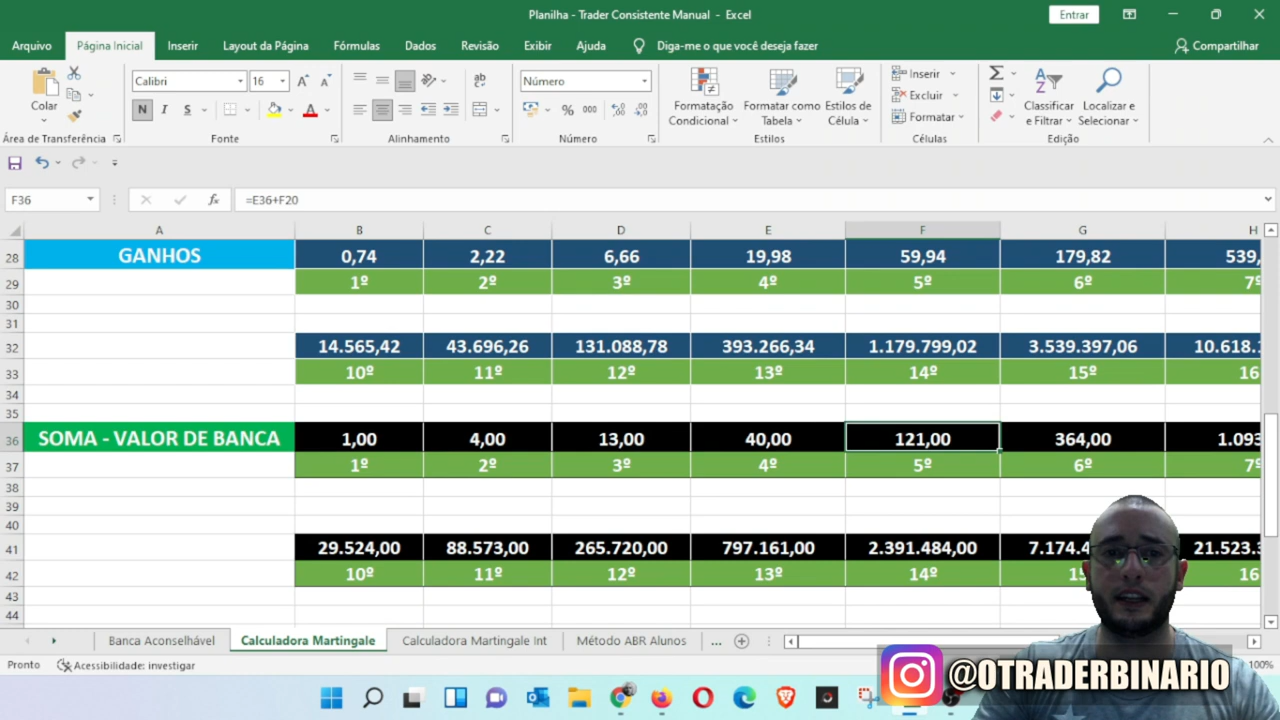 Planilha - Trader Consistente Manual - Excel
Entrar
Arquivo Página Inicial Inserir Layout da Página Fórmulas Dados Revisão Exibir Ajuda Diga-me o que você deseja fazer Compartilhar
Colar
Calibri 16
N I S
ab
Número
% 000
Formatação Condicional
Formatar como Tabela
Estilos de Célula
Inserir
Excluir
Formatar
Classificar e Filtrar
Localizar e Selecionar
Área de Transferência Fonte Alinhamento Número Estilos Células Edição
F36 fx =E36+F20
A B C D E F G H
28 GANHOS 0,74 2,22 6,66 19,98 59,94 179,82 539,
29 1º 2º 3º 4º 5º 6º 7º
30
31
32 14.565,42 43.696,26 131.088,78 393.266,34 1.179.799,02 3.539.397,06 10.618.
33 10º 11º 12º 13º 14º 15º 16
34
35
36 SOMA - VALOR DE BANCA 1,00 4,00 13,00 40,00 121,00 364,00 1.093
37 1º 2º 3º 4º 5º 6º 7º
38
39
40
41 29.524,00 88.573,00 265.720,00 797.161,00 2.391.484,00 7.174.4 21.523.
42 10º 11º 12º 13º 14º 15 16
43
44
Banca Aconselhável Calculadora Martingale Calculadora Martingale Int Método ABR Alunos ...
Pronto Acessibilidade: investigar 100%
@OTRADERBINARIO